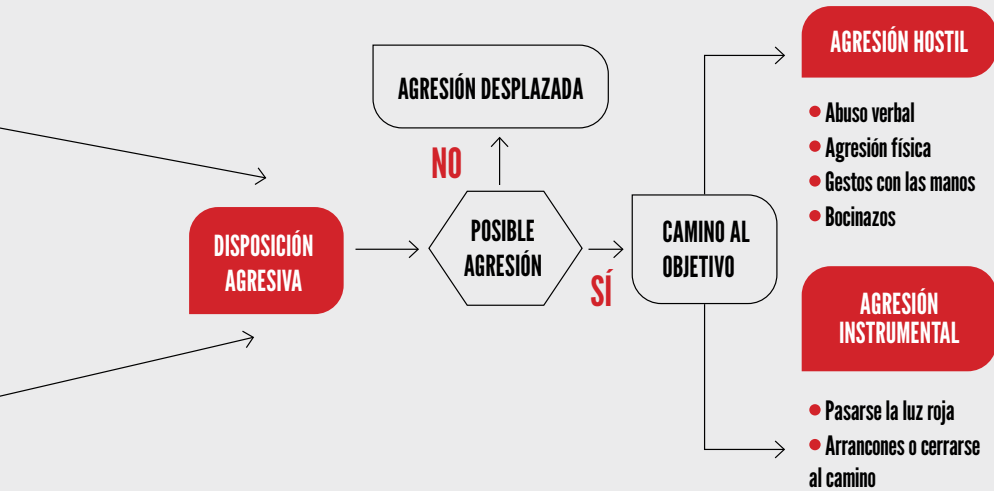 AGRESIÓN DESPLAZADA
NO
DISPOSICIÓN
AGRESIVA
POSIBLE
AGRESIÓN
SÍ
CAMINO AL
OBJETIVO
AGRESIÓN HOSTIL
• Abuso verbal
• Agresión física
• Gestos con las manos
• Bocinazos
AGRESIÓN
INSTRUMENTAL
• Pasarse la luz roja
• Arrancones o cerrarse
al camino